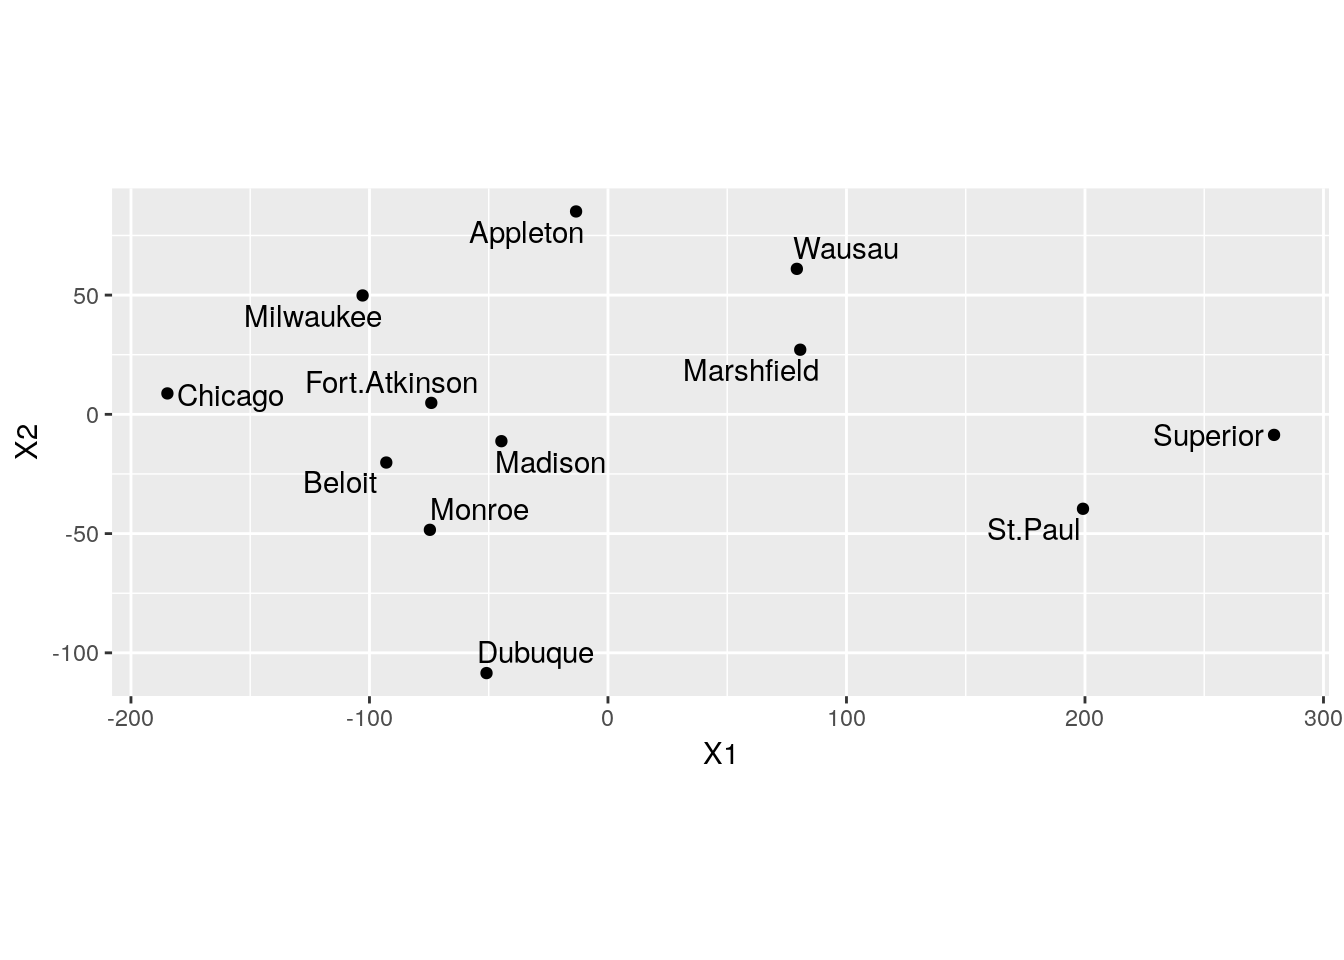 Appleton
Wausau
50
Milwaukee
Marshfield
Fort.Atkinson
Chicago
0
X2
Superior
Madison
Beloit
Monroe
St.Paul
-50
Dubuque
-100
-200
-100
0
100
200
300
X1